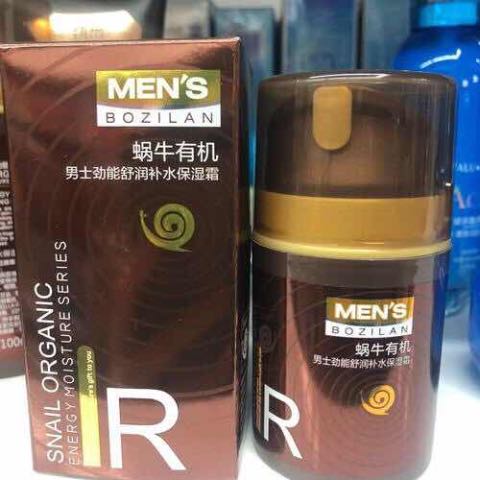 MEN'S
BOZILAN
蜗牛有机
男士劲能舒润补水保湿霜
SNAIL ORGANIC
ENERGY MOISTURE SERIES
R
MEN'S
BOZILAN
蜗牛有机
男士劲能舒润补水保湿霜
R